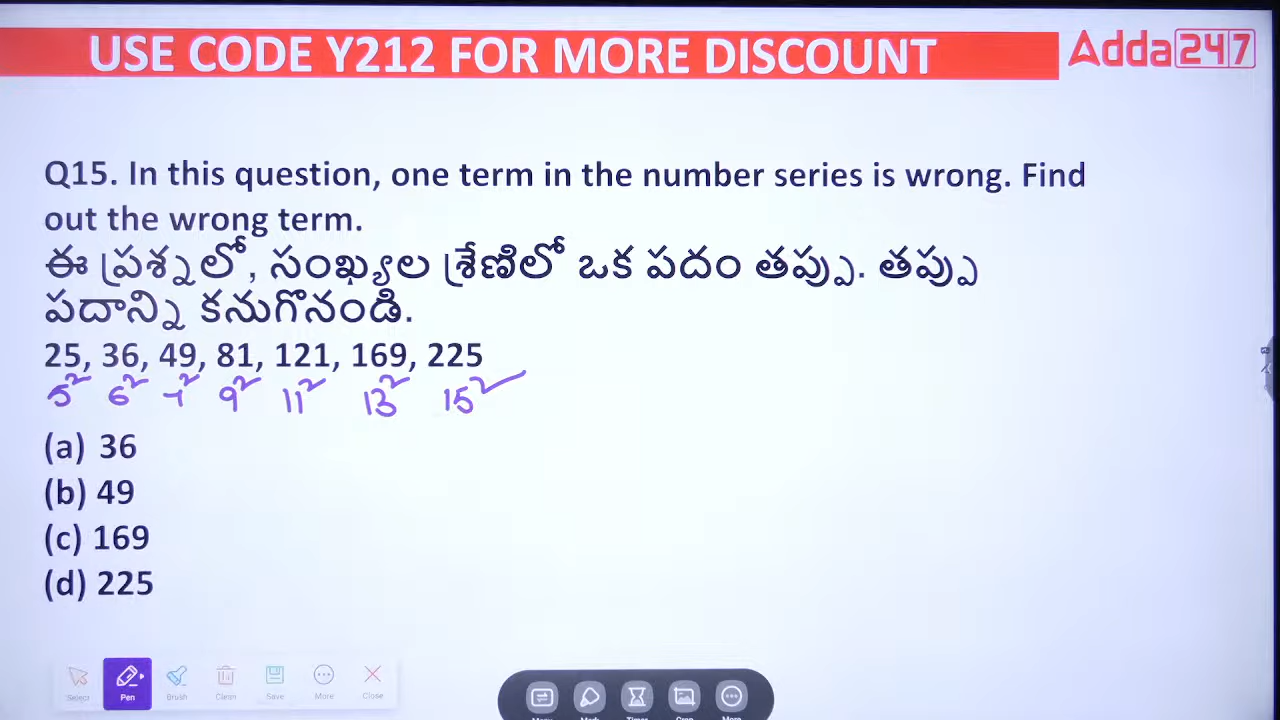 USE CODE Y212 FOR MORE DISCOUNT
Adda247
Q15. In this question, one term in the number series is wrong. Find
out the wrong term.
ఈ ప్రశ్నలో, సంఖ్యల శ్రేణిలో ఒక పదం తప్పు. తప్పు
పదాన్ని కనుగొనండి.
25, 36, 49, 81, 121, 169, 225
5² 6² 7² 9² 11² 13² 15²
(a) 36
(b) 49
(c) 169
(d) 225
Select Pen Brush Clean Save More Close
More